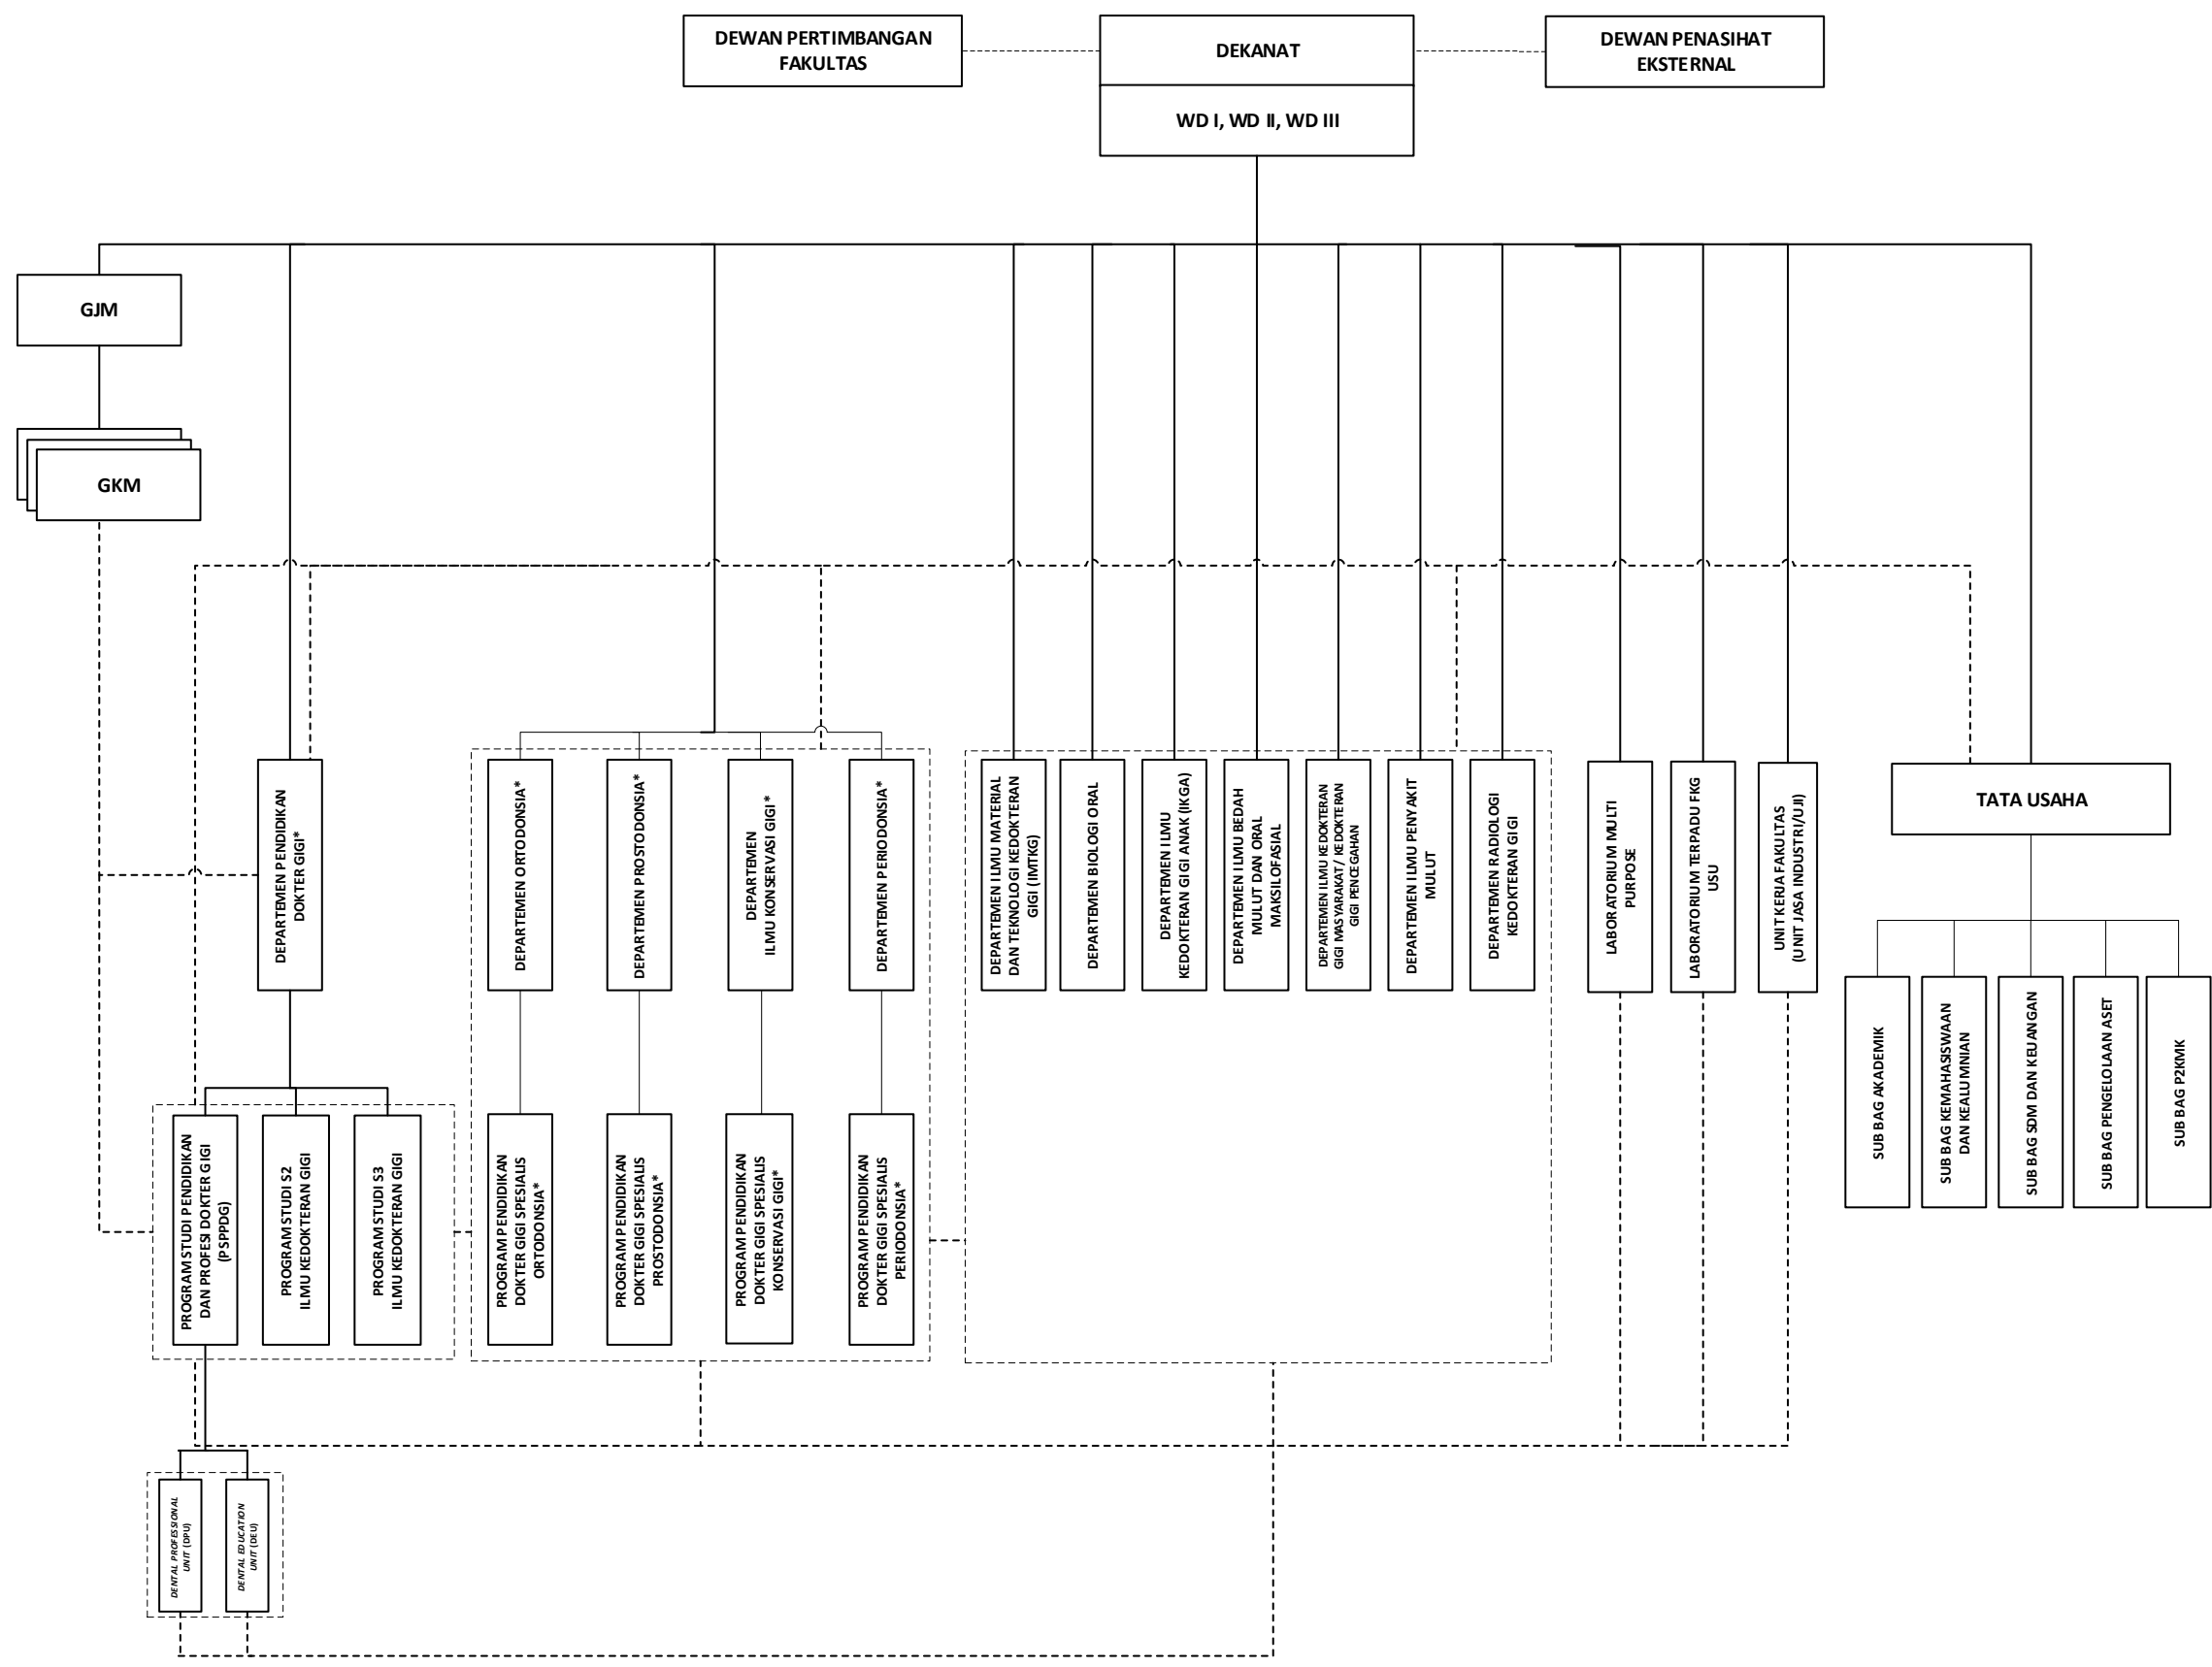 DEWAN PERTIMBANGAN
FAKULTAS
DEKANAT
DEWAN PENASIHAT
EKSTERNAL
WD I, WD II, WD III
GJM
GKM
DEPARTEMEN PENDIDIKAN
DOKTER GIGI*
DEPARTEMEN ORTODONSIA*
DEPARTEMEN PROSTODONSIA*
DEPARTEMEN
ILMU KONSERVASI GIGI*
DEPARTEMEN PERIODONSIA*
DEPARTEMEN ILMU MATERIAL
DAN TEKNOLOGI KEDOKTERAN
GIGI (IMTKG)
DEPARTEMEN BIOLOGI ORAL
DEPARTEMEN ILMU
KEDOKTERAN GIGI ANAK (IKGA)
DEPARTEMEN ILMU BEDAH
MULUT DAN ORAL
MAKSILOFASIAL
DEPARTEMEN ILMU KEDOKTERAN
GIGI MASYARAKAT / KEDOKTERAN
GIGI PENCEGAHAN
DEPARTEMEN ILMU PENYAKIT
MULUT
DEPARTEMEN RADIOLOGI
KEDOKTERAN GIGI
LABORATORIUM MULTI
PURPOSE
LABORATORIUM TERPADU FKG
USU
UNIT KERJA FAKULTAS
(UNIT JASA INDUSTRI/UJI)
TATA USAHA
SUB BAG AKADEMIK
SUB BAG KEMAHASISWAAN
DAN KEALUMNIAN
SUB BAG SDM DAN KEUANGAN
SUB BAG PENGELOLAAN ASET
SUB BAG P2KMK
PROGRAM STUDI PENDIDIKAN
DAN PROFESI DOKTER GIGI
(PSPPDG)
PROGRAM STUDI S2
ILMU KEDOKTERAN GIGI
PROGRAM STUDI S3
ILMU KEDOKTERAN GIGI
PROGRAM PENDIDIKAN
DOKTER GIGI SPESIALIS
ORTODONSIA*
PROGRAM PENDIDIKAN
DOKTER GIGI SPESIALIS
PROSTODONSIA*
PROGRAM PENDIDIKAN
DOKTER GIGI SPESIALIS
KONSERVASI GIGI*
PROGRAM PENDIDIKAN
DOKTER GIGI SPESIALIS
PERIODONSIA*
DENTAL PROFESSIONAL
UNIT (DPU)
DENTAL EDUCATION
UNIT (DEU)